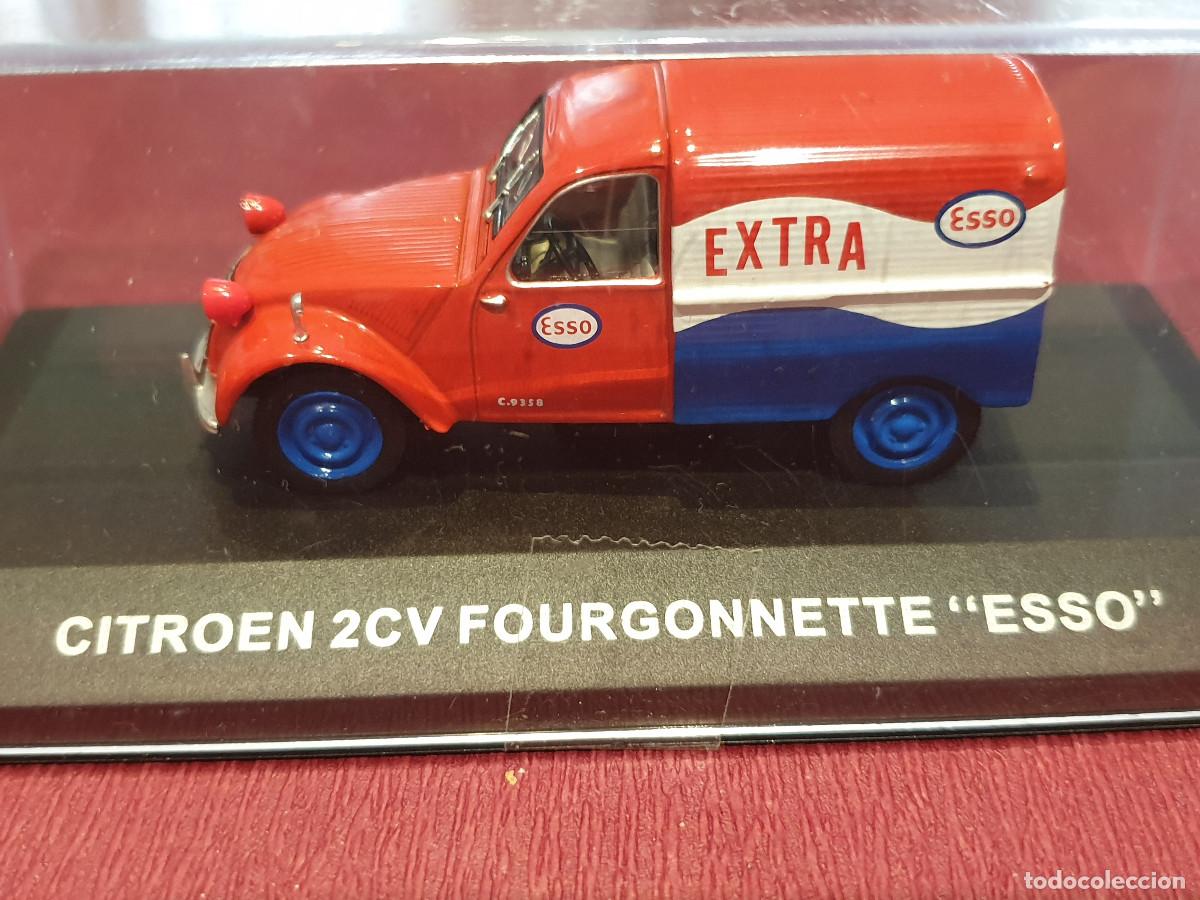 EXTRA
Esso
Esso
C.9358
CITROEN 2CV FOURGONNETTE “ESSO”
todocoleccion